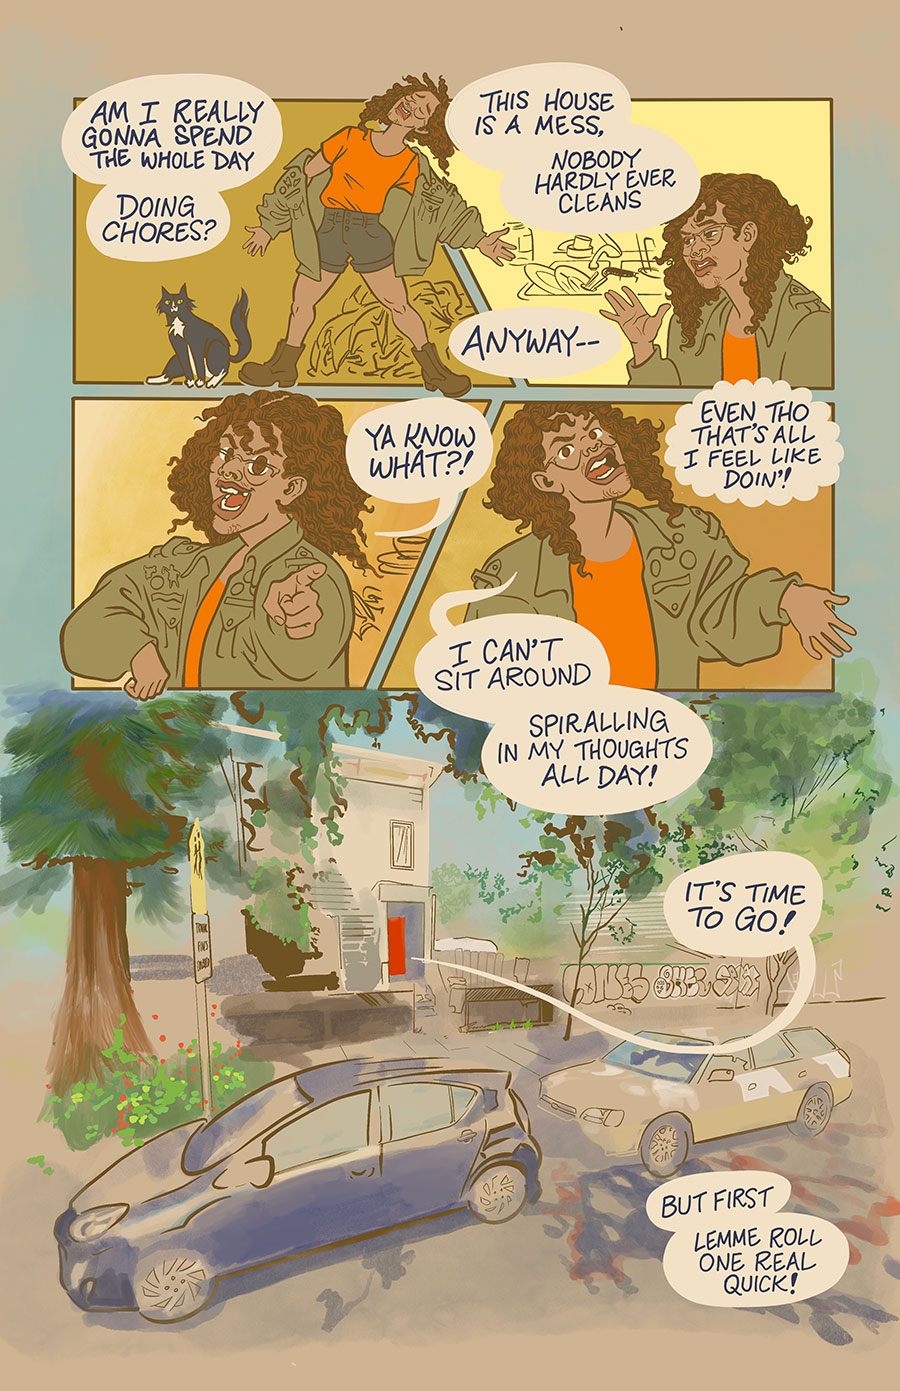 AM I REALLY
GONNA SPEND
THE WHOLE DAY
DOING
CHORES?
THIS HOUSE
IS A MESS,
NOBODY
HARDLY EVER
CLEANS
ANYWAY--
YA KNOW
WHAT?!
EVEN THO
THAT'S ALL
I FEEL LIKE
DOIN'!
I CAN'T
SIT AROUND
SPIRALLING
IN MY THOUGHTS
ALL DAY!
IT'S TIME
TO GO!
BUT FIRST
LEMME ROLL
ONE REAL
QUICK!